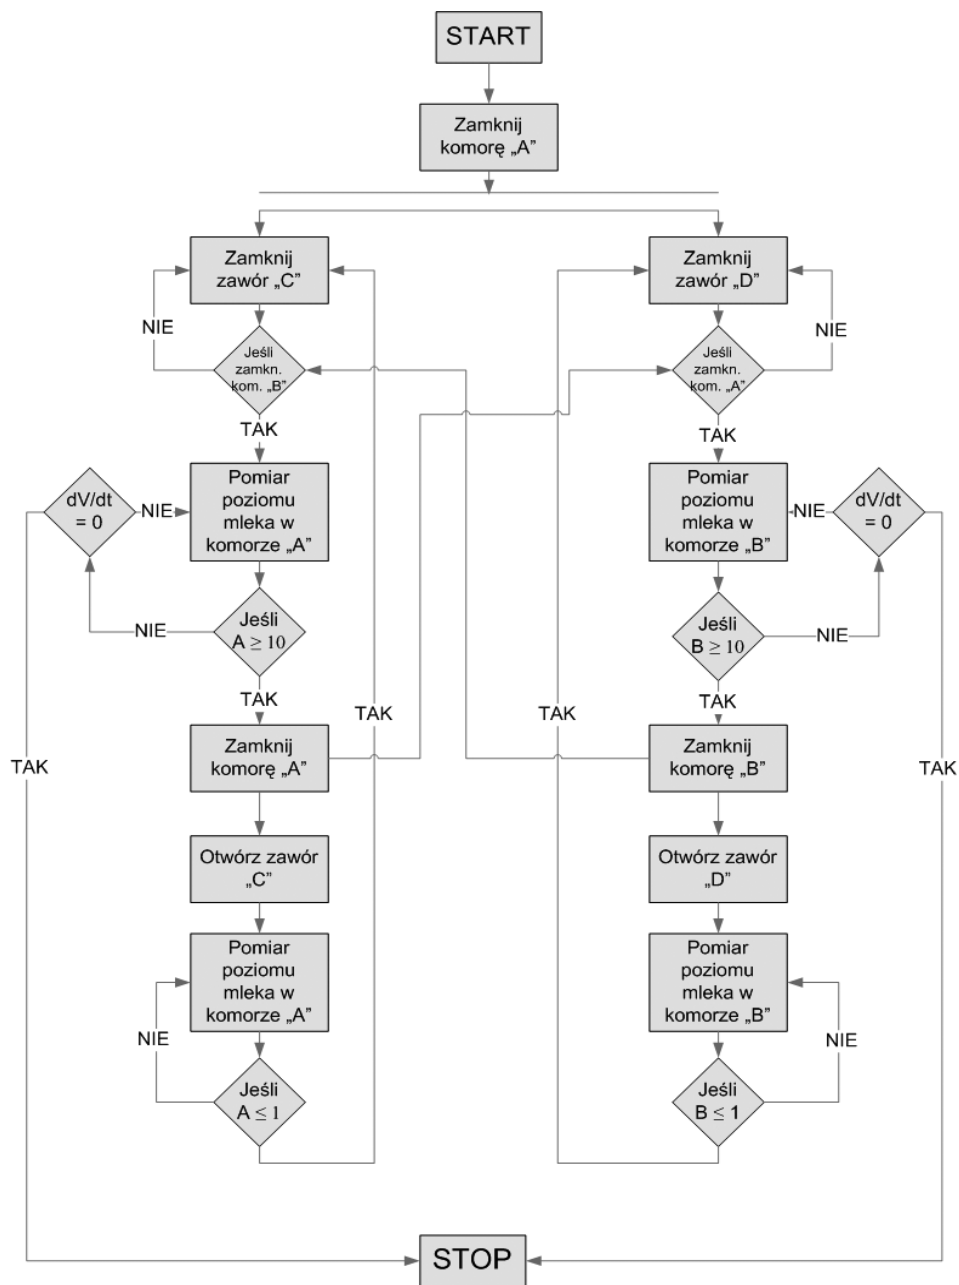 START
Zamknij
komorę „A”
Zamknij
zawór „C”
NIE
Jeśli
zamkn.
kom. „B”
TAK
dV/dt
= 0
NIE
Pomiar
poziomu
mleka w
komorze „A”
NIE
Jeśli
A ≥ 10
TAK
TAK
TAK
Zamknij
komorę „A”
Otwórz zawór
„C”
Pomiar
poziomu
mleka w
komorze „A”
NIE
Jeśli
A ≤ 1
Zamknij
zawór „D”
NIE
Jeśli
zamkn.
kom. „A”
TAK
Pomiar
poziomu
mleka w
komorze „B”
NIE
dV/dt
= 0
Jeśli
B ≥ 10
NIE
TAK
TAK
TAK
Zamknij
komorę „B”
Otwórz zawór
„D”
Pomiar
poziomu
mleka w
komorze „B”
NIE
Jeśli
B ≤ 1
STOP